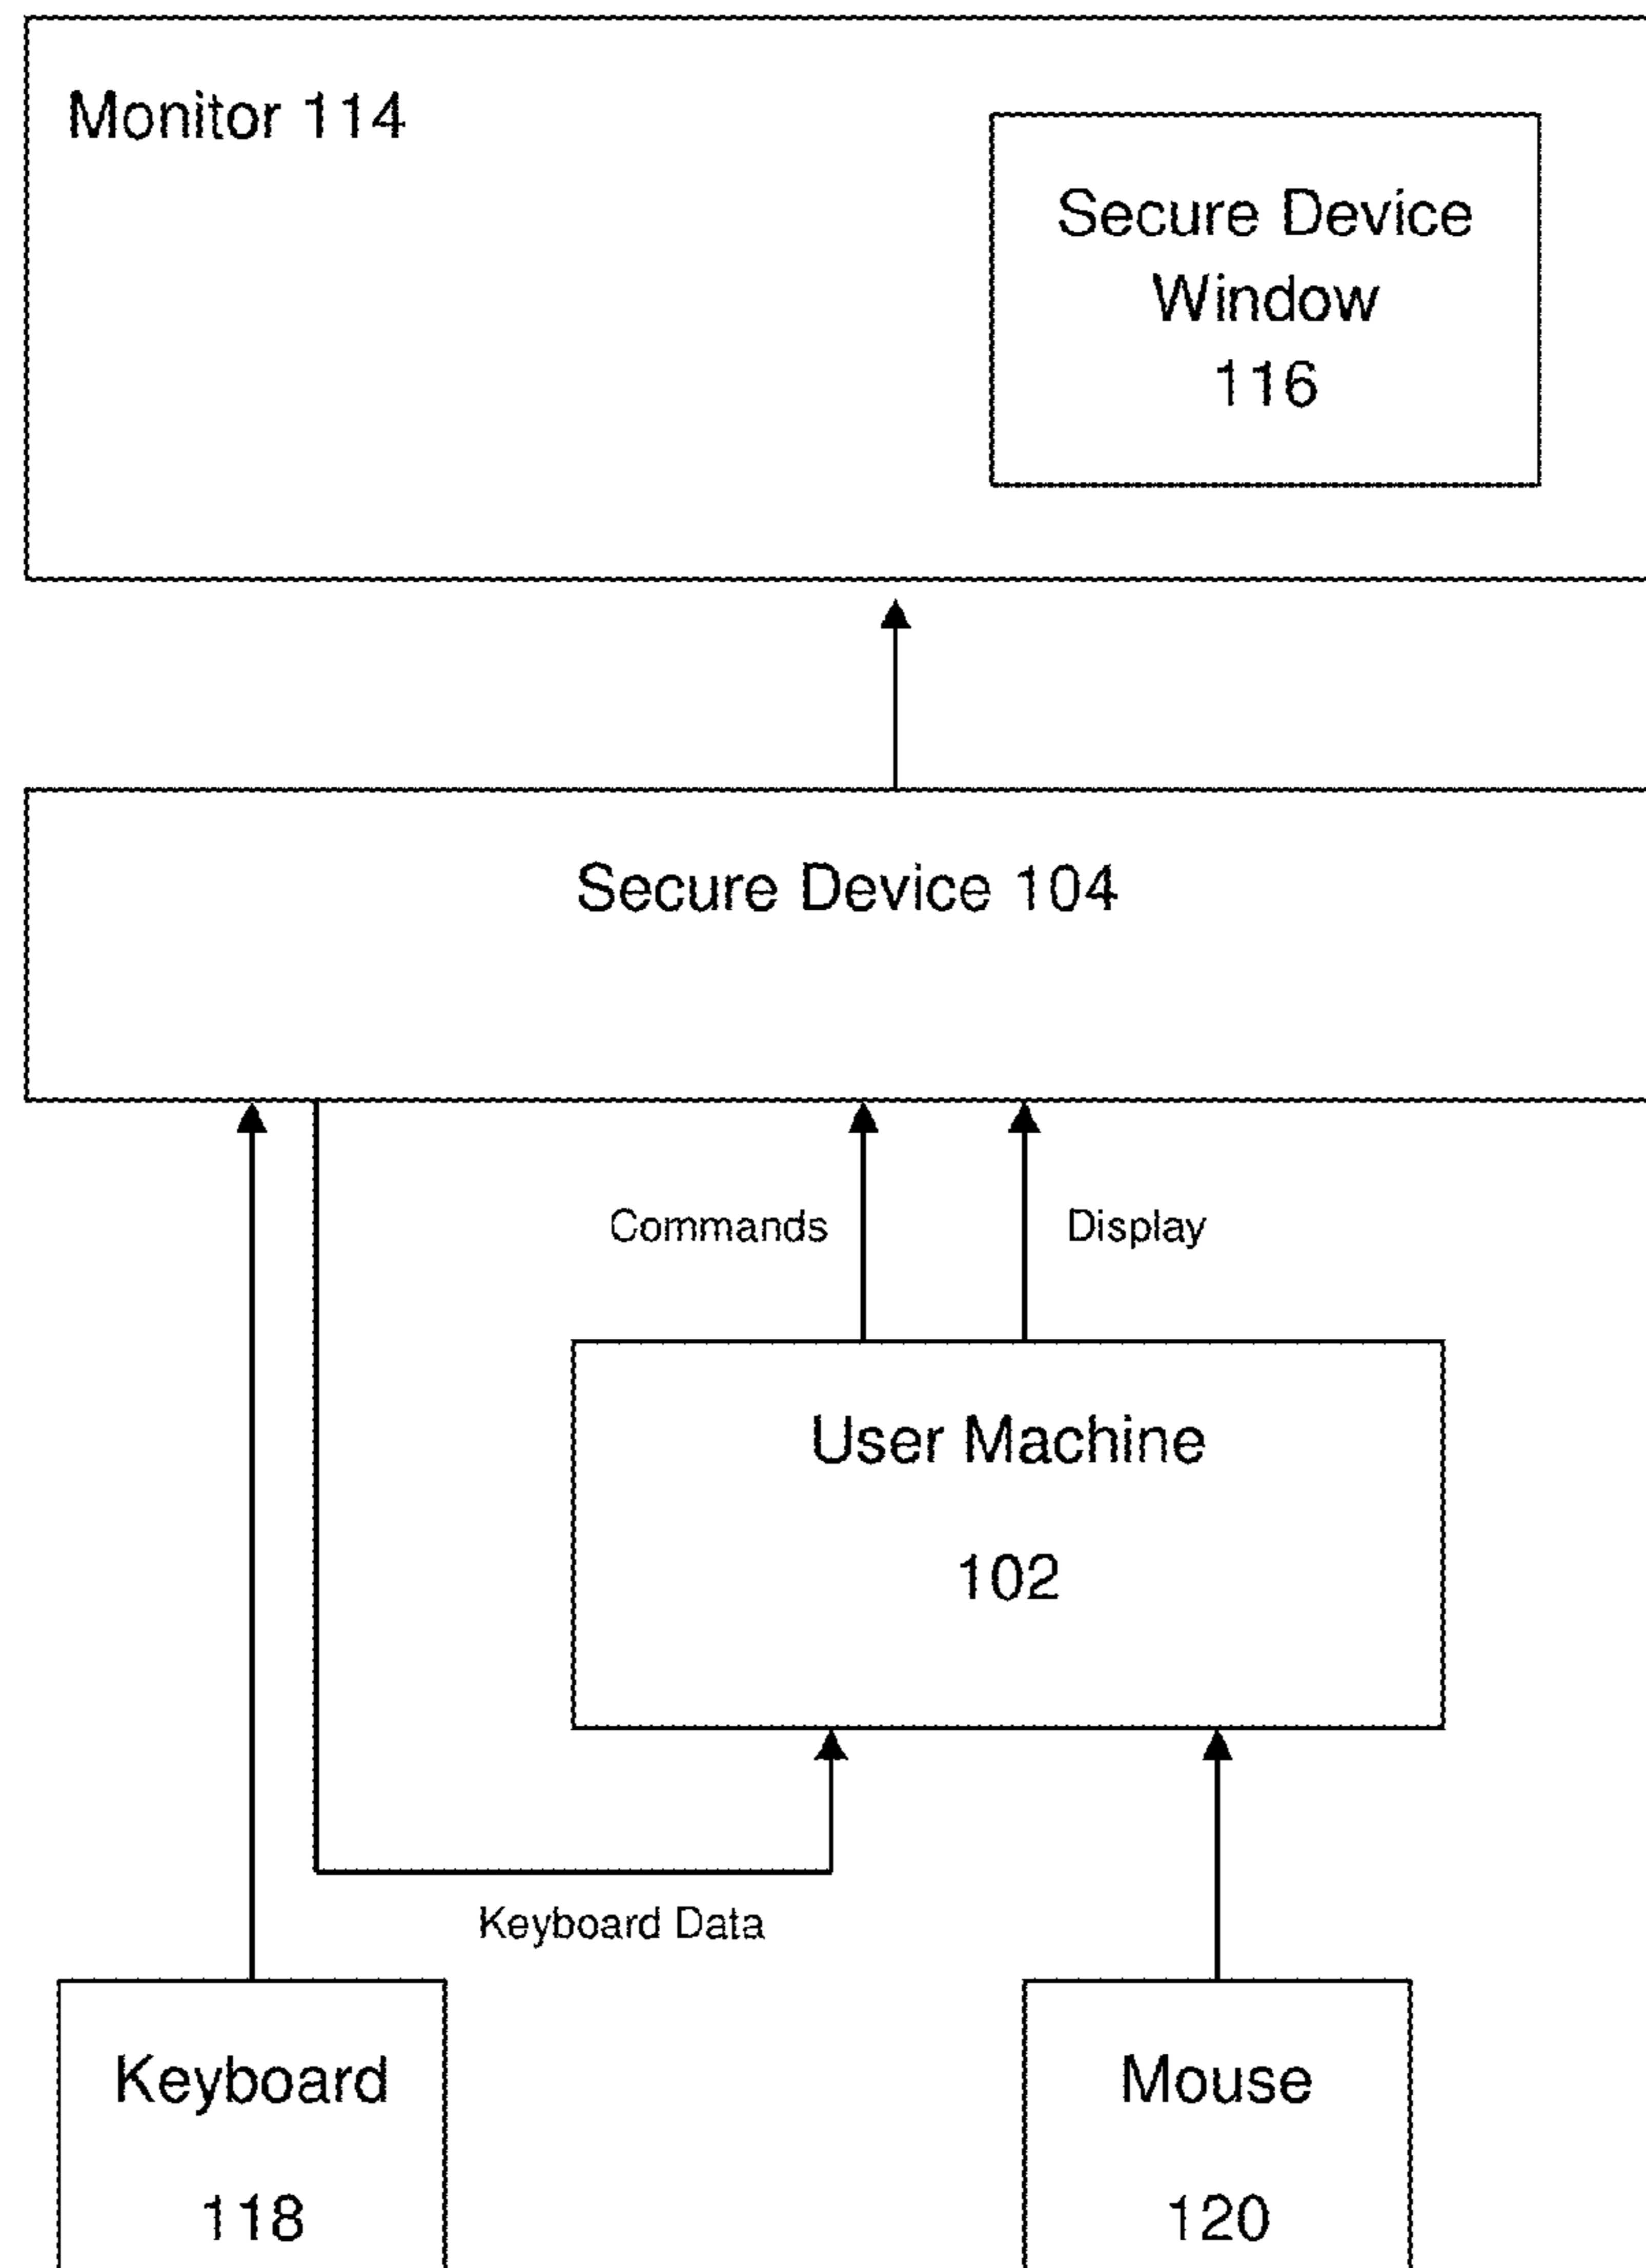 Monitor 114
Secure Device
Window
116
Secure Device 104
Commands
Display
User Machine
102
Keyboard Data
Keyboard
118
Mouse
120